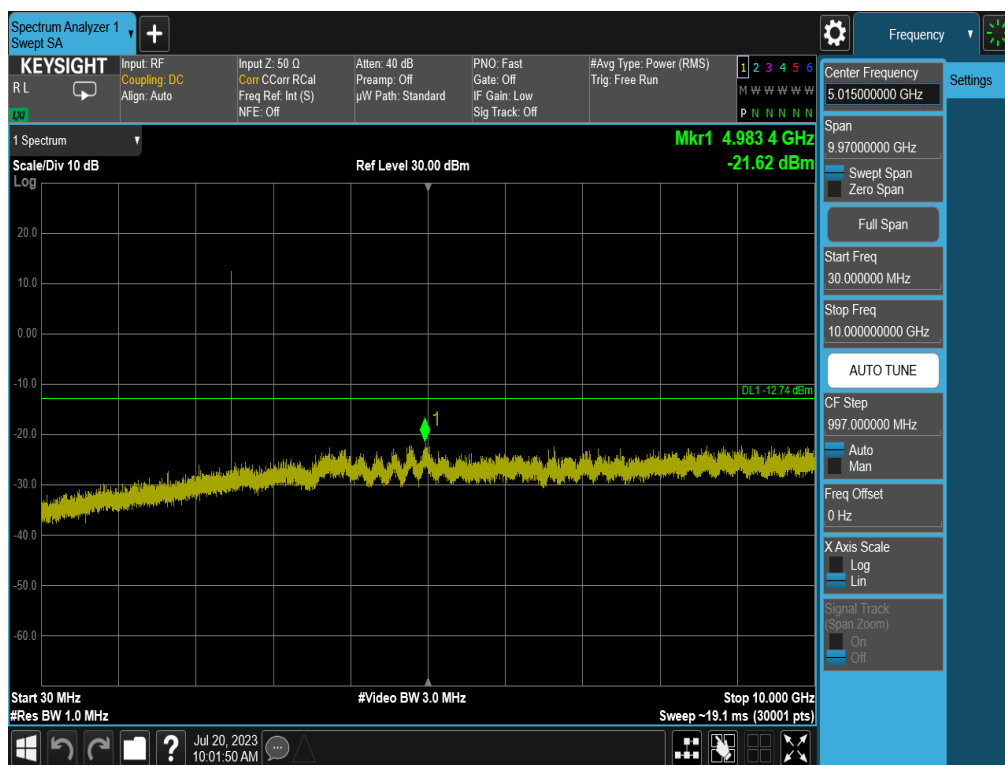 Spectrum Analyzer 1
Swept SA
+
Frequency
KEYSIGHT
R L
LXI
Input: RF
Coupling: DC
Align: Auto
Input Z: 50 Ω
Corr CCorr RCal
Freq Ref: Int (S)
NFE: Off
Atten: 40 dB
Preamp: Off
µW Path: Standard
PNO: Fast
Gate: Off
IF Gain: Low
Sig Track: Off
#Avg Type: Power (RMS)
Trig: Free Run
1 2 3 4 5 6
M W W W W W
P N N N N N
1 Spectrum
Scale/Div 10 dB
Log
Ref Level 30.00 dBm
Mkr1 4.983 4 GHz
-21.62 dBm
20.0
10.0
0.00
-10.0
-20.0
-30.0
-40.0
-50.0
-60.0
DL1 -12.74 dBm
1
Start 30 MHz
#Res BW 1.0 MHz
#Video BW 3.0 MHz
Stop 10.000 GHz
Sweep ~19.1 ms (30001 pts)
Center Frequency
5.015000000 GHz
Settings
Span
9.97000000 GHz
Swept Span
Zero Span
Full Span
Start Freq
30.000000 MHz
Stop Freq
10.000000000 GHz
AUTO TUNE
CF Step
997.000000 MHz
Auto
Man
Freq Offset
0 Hz
X Axis Scale
Log
Lin
Signal Track
(Span Zoom)
On
Off
?
Jul 20, 2023
10:01:50 AM